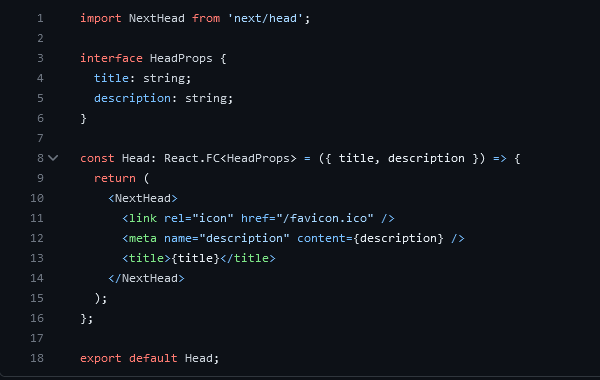 1 import NextHead from 'next/head';
2
3 interface HeadProps {
4   title: string;
5   description: string;
6 }
7
8 const Head: React.FC<HeadProps> = ({ title, description }) => {
9   return (
10     <NextHead>
11       <link rel="icon" href="/favicon.ico" />
12       <meta name="description" content={description} />
13       <title>{title}</title>
14     </NextHead>
15   );
16 };
17
18 export default Head;